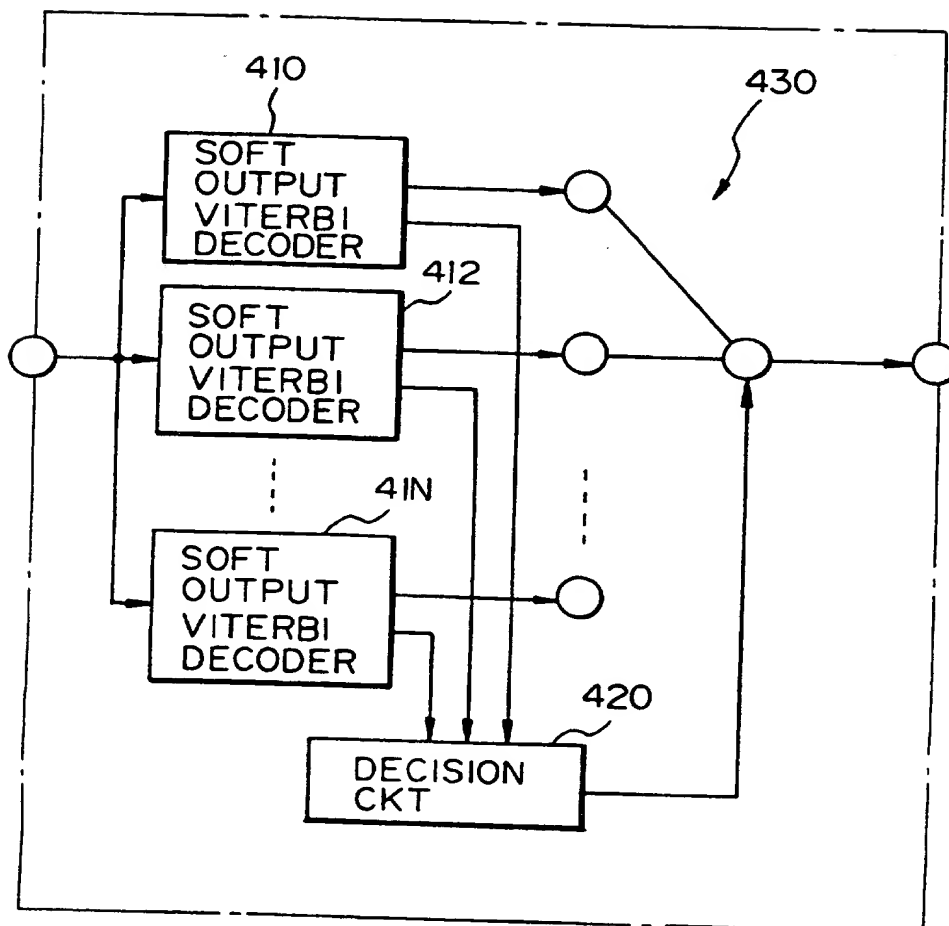 410
430
SOFT
OUTPUT
VITERBI
DECODER
412
SOFT
OUTPUT
VITERBI
DECODER
41N
SOFT
OUTPUT
VITERBI
DECODER
420
DECISION
CKT